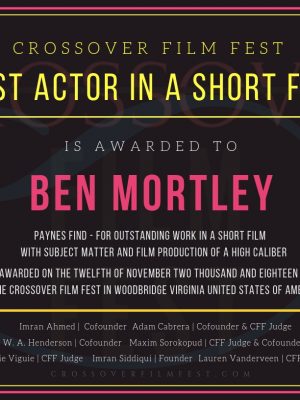 CROSSOVER FILM FEST
ST ACTOR IN A SHORT F
IS AWARDED TO
BEN MORTLEY
PAYNES FIND - FOR OUTSTANDING WORK IN A SHORT FILM
WITH SUBJECT MATTER AND FILM PRODUCTION OF A HIGH CALIBER
AWARDED ON THE TWELFTH OF NOVEMBER TWO THOUSAND AND EIGHTEEN
E CROSSOVER FILM FEST IN WOODBRIDGE VIRGINIA UNITED STATES OF AM
Imran Ahmed | Cofounder Adam Cabrera | Cofounder & CFF Judge
W. A. Henderson | Cofounder Maxim Sorokopud | CFF Judge & Cofounde
ie Viguie | CFF Judge Imran Siddiqui | Founder Lauren Vanderveen | CF
CROSSOVERFILMFEST.COM